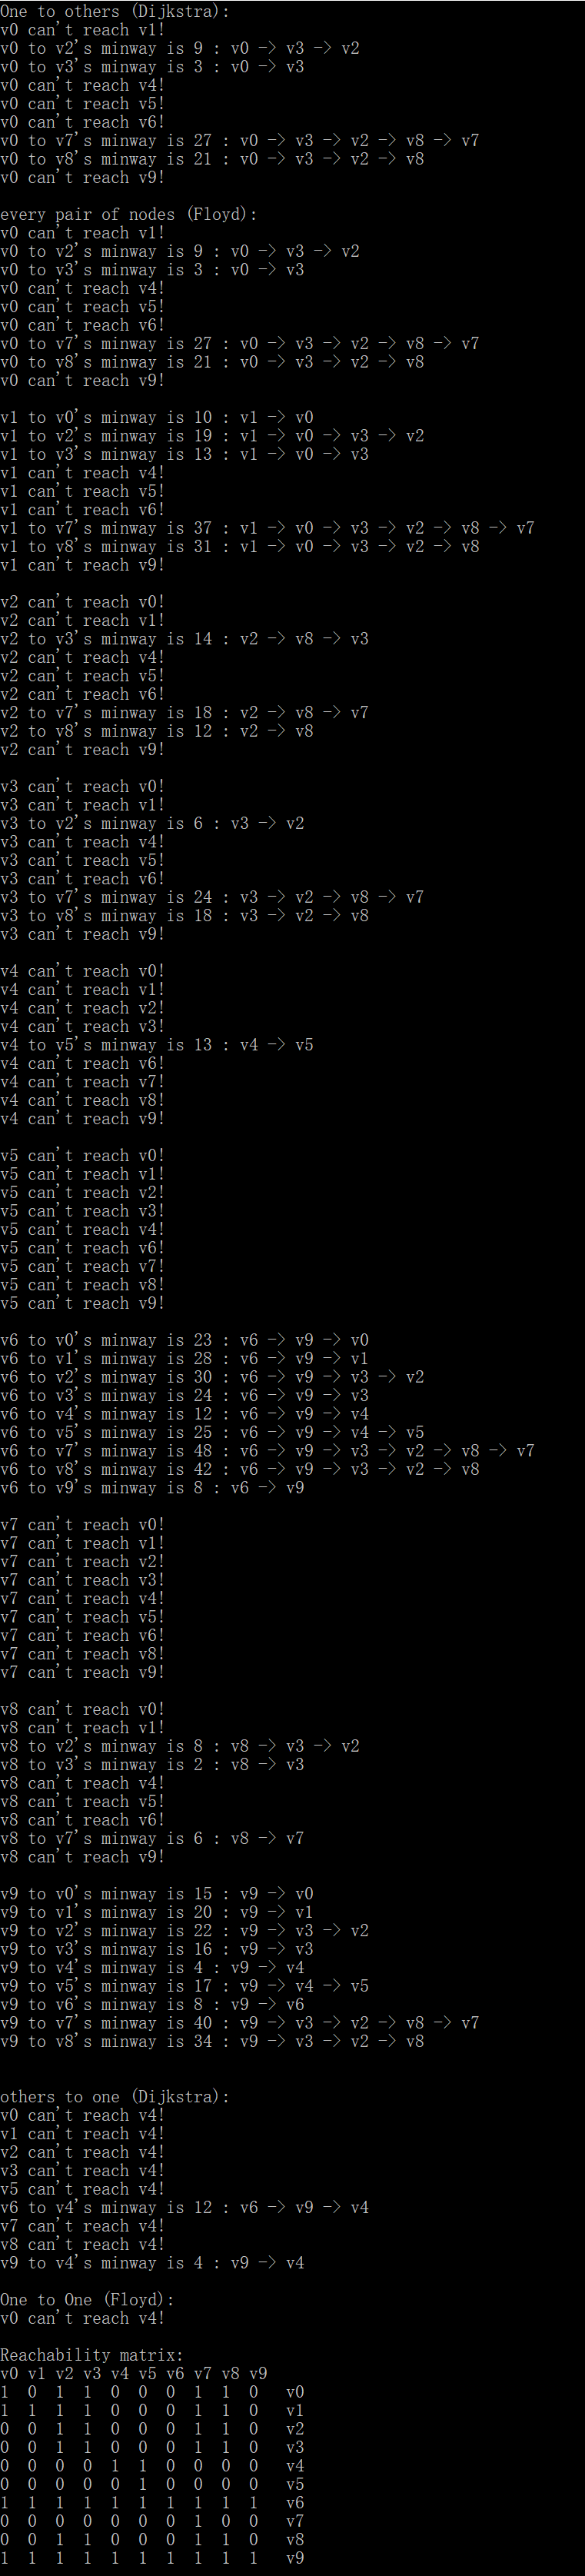 One to others (Dijkstra):
v0 can't reach v1!
v0 to v2's minway is 9 : v0 -> v3 -> v2
v0 to v3's minway is 3 : v0 -> v3
v0 can't reach v4!
v0 can't reach v5!
v0 can't reach v6!
v0 to v7's minway is 27 : v0 -> v3 -> v2 -> v8 -> v7
v0 to v8's minway is 21 : v0 -> v3 -> v2 -> v8
v0 can't reach v9!

every pair of nodes (Floyd):
v0 can't reach v1!
v0 to v2's minway is 9 : v0 -> v3 -> v2
v0 to v3's minway is 3 : v0 -> v3
v0 can't reach v4!
v0 can't reach v5!
v0 can't reach v6!
v0 to v7's minway is 27 : v0 -> v3 -> v2 -> v8 -> v7
v0 to v8's minway is 21 : v0 -> v3 -> v2 -> v8
v0 can't reach v9!

v1 to v0's minway is 10 : v1 -> v0
v1 to v2's minway is 19 : v1 -> v0 -> v3 -> v2
v1 to v3's minway is 13 : v1 -> v0 -> v3
v1 can't reach v4!
v1 can't reach v5!
v1 can't reach v6!
v1 to v7's minway is 37 : v1 -> v0 -> v3 -> v2 -> v8 -> v7
v1 to v8's minway is 31 : v1 -> v0 -> v3 -> v2 -> v8
v1 can't reach v9!

v2 can't reach v0!
v2 can't reach v1!
v2 to v3's minway is 14 : v2 -> v8 -> v3
v2 can't reach v4!
v2 can't reach v5!
v2 can't reach v6!
v2 to v7's minway is 18 : v2 -> v8 -> v7
v2 to v8's minway is 12 : v2 -> v8
v2 can't reach v9!

v3 can't reach v0!
v3 can't reach v1!
v3 to v2's minway is 6 : v3 -> v2
v3 can't reach v4!
v3 can't reach v5!
v3 can't reach v6!
v3 to v7's minway is 24 : v3 -> v2 -> v8 -> v7
v3 to v8's minway is 18 : v3 -> v2 -> v8
v3 can't reach v9!

v4 can't reach v0!
v4 can't reach v1!
v4 can't reach v2!
v4 can't reach v3!
v4 to v5's minway is 13 : v4 -> v5
v4 can't reach v6!
v4 can't reach v7!
v4 can't reach v8!
v4 can't reach v9!

v5 can't reach v0!
v5 can't reach v1!
v5 can't reach v2!
v5 can't reach v3!
v5 can't reach v4!
v5 can't reach v6!
v5 can't reach v7!
v5 can't reach v8!
v5 can't reach v9!

v6 to v0's minway is 23 : v6 -> v9 -> v0
v6 to v1's minway is 28 : v6 -> v9 -> v1
v6 to v2's minway is 30 : v6 -> v9 -> v3 -> v2
v6 to v3's minway is 24 : v6 -> v9 -> v3
v6 to v4's minway is 12 : v6 -> v9 -> v4
v6 to v5's minway is 25 : v6 -> v9 -> v4 -> v5
v6 to v7's minway is 48 : v6 -> v9 -> v3 -> v2 -> v8 -> v7
v6 to v8's minway is 42 : v6 -> v9 -> v3 -> v2 -> v8
v6 to v9's minway is 8 : v6 -> v9

v7 can't reach v0!
v7 can't reach v1!
v7 can't reach v2!
v7 can't reach v3!
v7 can't reach v4!
v7 can't reach v5!
v7 can't reach v6!
v7 can't reach v8!
v7 can't reach v9!

v8 can't reach v0!
v8 can't reach v1!
v8 to v2's minway is 8 : v8 -> v3 -> v2
v8 to v3's minway is 2 : v8 -> v3
v8 can't reach v4!
v8 can't reach v5!
v8 can't reach v6!
v8 to v7's minway is 6 : v8 -> v7
v8 can't reach v9!

v9 to v0's minway is 15 : v9 -> v0
v9 to v1's minway is 20 : v9 -> v1
v9 to v2's minway is 22 : v9 -> v3 -> v2
v9 to v3's minway is 16 : v9 -> v3
v9 to v4's minway is 4 : v9 -> v4
v9 to v5's minway is 17 : v9 -> v4 -> v5
v9 to v6's minway is 8 : v9 -> v6
v9 to v7's minway is 40 : v9 -> v3 -> v2 -> v8 -> v7
v9 to v8's minway is 34 : v9 -> v3 -> v2 -> v8

others to one (Dijkstra):
v0 can't reach v4!
v1 can't reach v4!
v2 can't reach v4!
v3 can't reach v4!
v5 can't reach v4!
v6 to v4's minway is 12 : v6 -> v9 -> v4
v7 can't reach v4!
v8 can't reach v4!
v9 to v4's minway is 4 : v9 -> v4

One to One (Floyd):
v0 can't reach v4!

Reachability matrix:
v0 v1 v2 v3 v4 v5 v6 v7 v8 v9
1 0 1 1 0 0 0 1 1 0 v0
1 1 1 1 0 0 0 1 1 0 v1
0 0 1 1 0 0 0 1 1 0 v2
0 0 1 1 0 0 0 1 1 0 v3
0 0 0 0 1 1 0 0 0 0 v4
0 0 0 0 0 1 0 0 0 0 v5
1 1 1 1 1 1 1 1 1 1 v6
0 0 0 0 0 0 0 1 0 0 v7
0 0 1 1 0 0 0 1 1 0 v8
1 1 1 1 1 1 1 1 1 1 v9